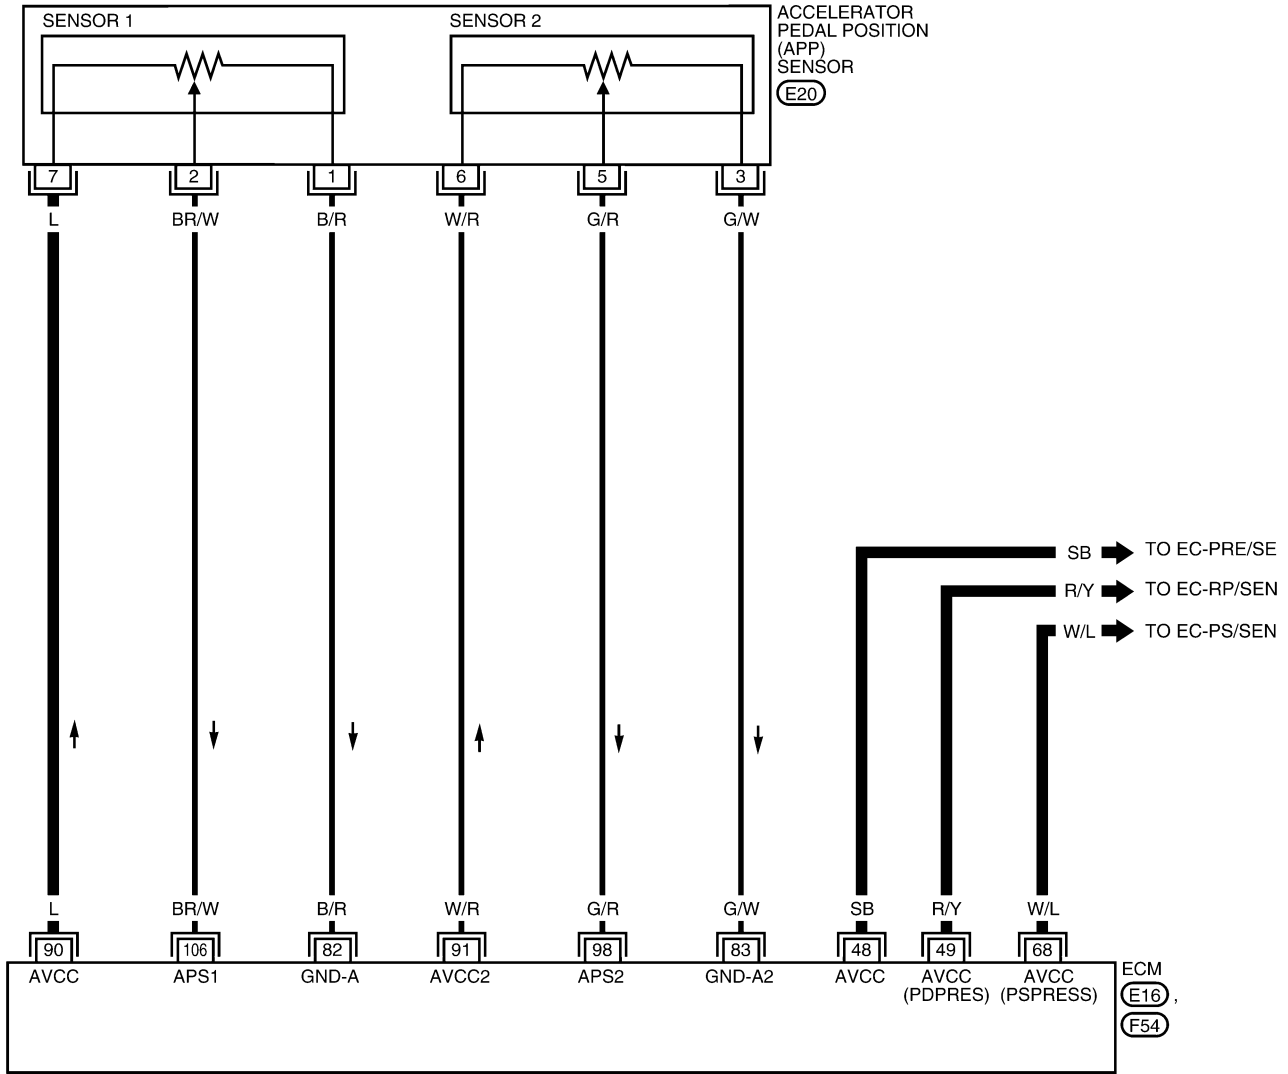 SENSOR 1
SENSOR 2
ACCELERATOR
PEDAL POSITION
(APP)
SENSOR
E20
7 2 1 6 5 3
L BR/W B/R W/R G/R G/W
SB TO EC-PRE/SE
R/Y TO EC-RP/SEN
W/L TO EC-PS/SEN
L BR/W B/R W/R G/R G/W SB R/Y W/L
90 106 82 91 98 83 48 49 68
AVCC APS1 GND-A AVCC2 APS2 GND-A2 AVCC AVCC AVCC
(PDPRES) (PSPRESS)
ECM
E16 ,
F54